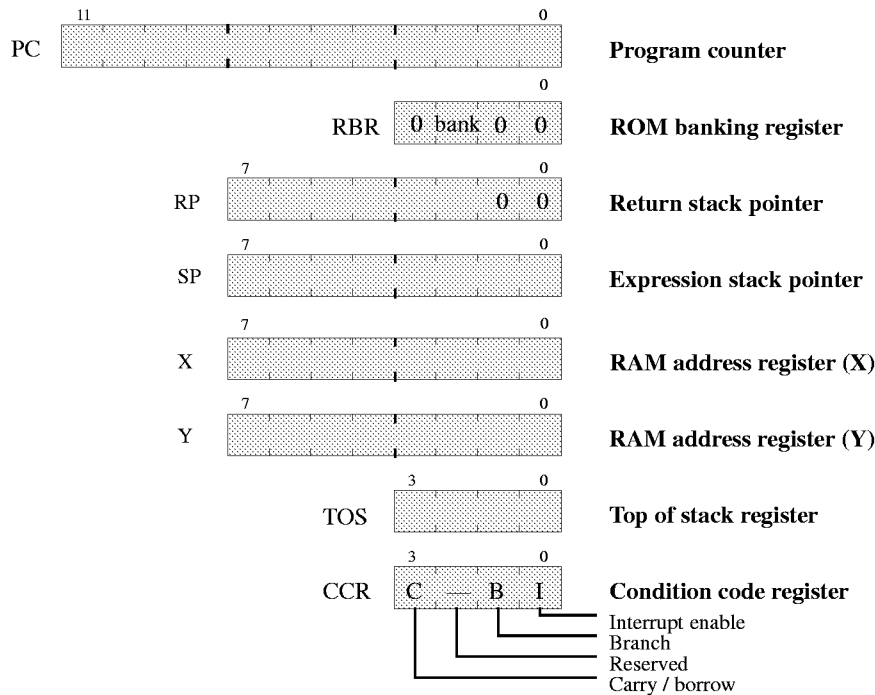 11 0
PC Program counter
0
RBR 0 bank 0 0 ROM banking register
7 0
RP 0 0 Return stack pointer
7 0
SP Expression stack pointer
7 0
X RAM address register (X)
7 0
Y RAM address register (Y)
3 0
TOS Top of stack register
3 0
CCR C — B I Condition code register
Interrupt enable
Branch
Reserved
Carry / borrow